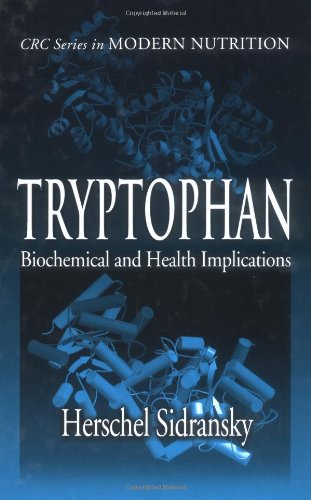 CRC Series in MODERN NUTRITION
TRYPTOPHAN
Biochemical and Health Implications
Herschel Sidransky